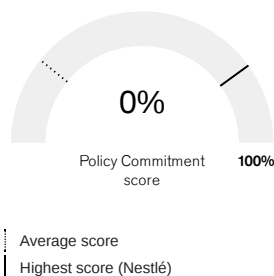 0%
Policy Commitment
score
100%
Average score
Highest score (Nestlé)